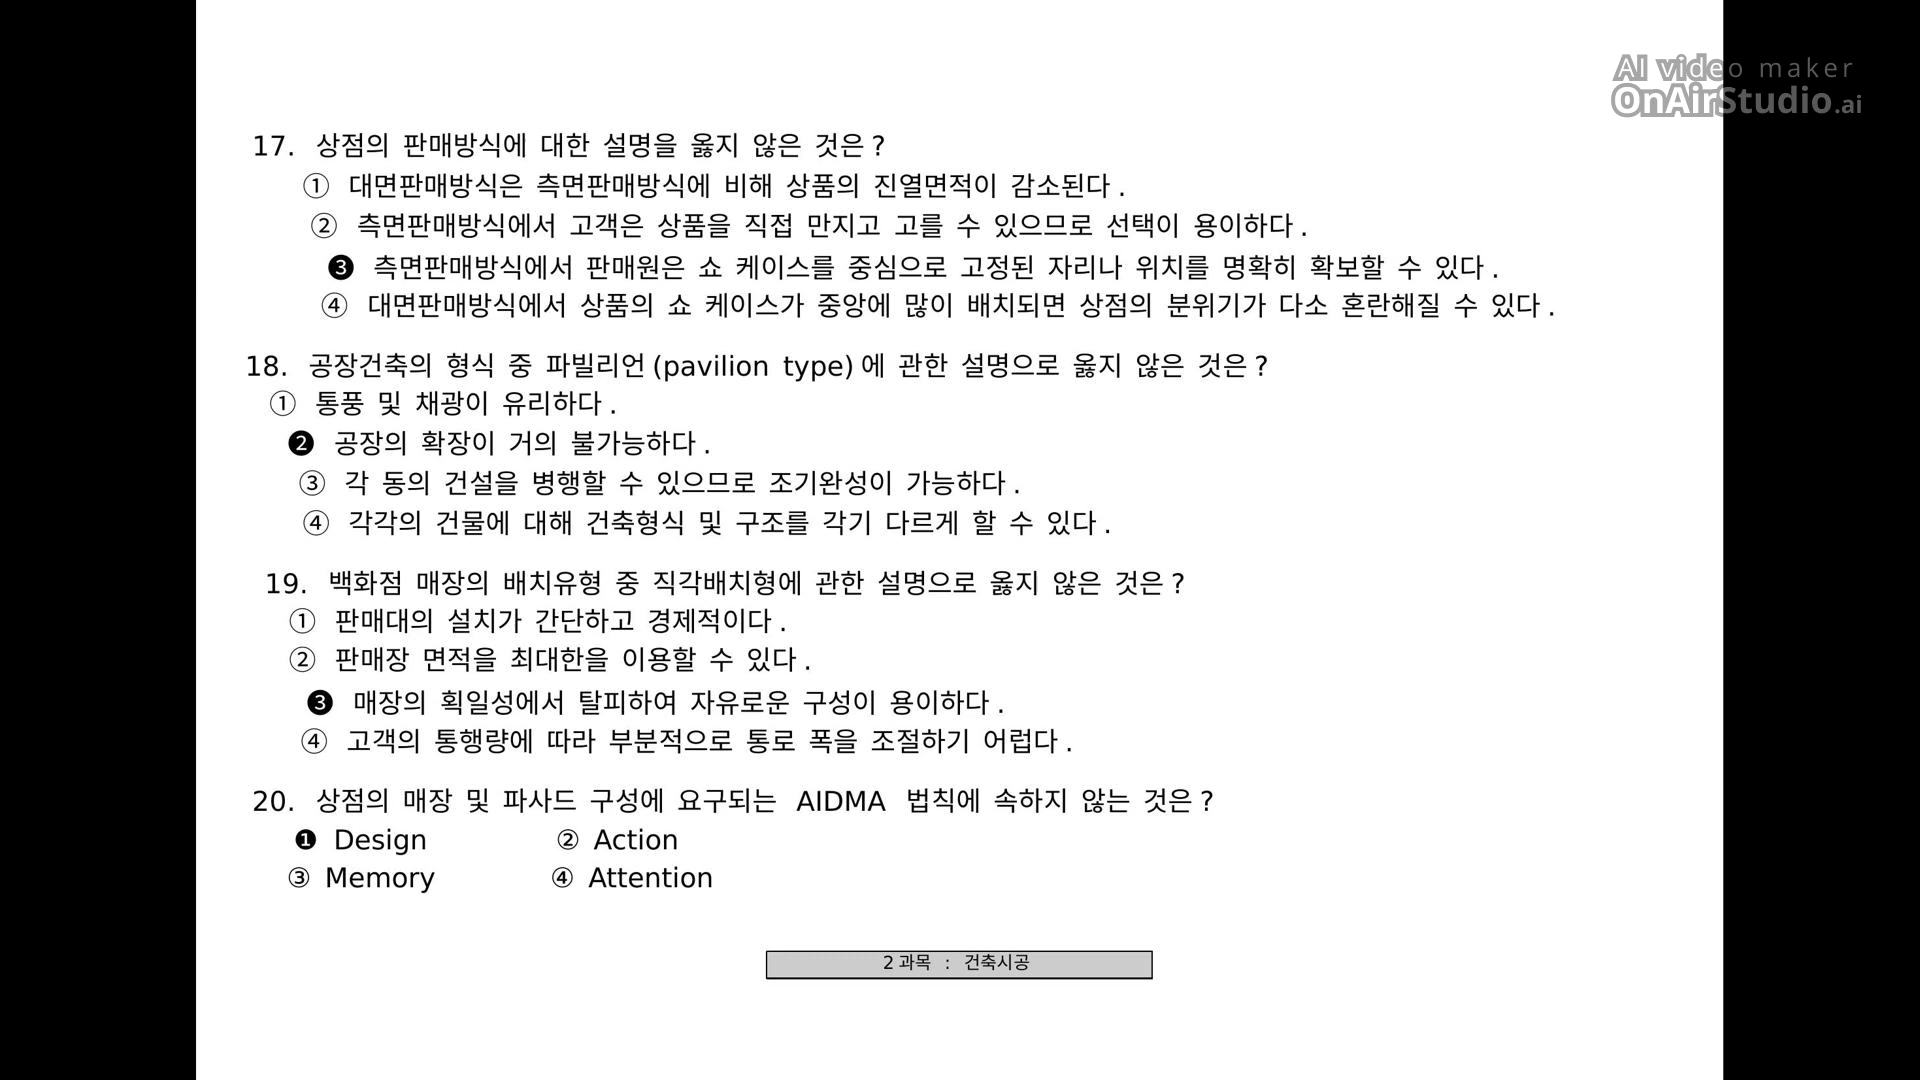 AI video maker
OnAirStudio.ai
17. 상점의 판매방식에 대한 설명을 옳지 않은 것은?
① 대면판매방식은 측면판매방식에 비해 상품의 진열면적이 감소된다.
② 측면판매방식에서 고객은 상품을 직접 만지고 고를 수 있으므로 선택이 용이하다.
❸ 측면판매방식에서 판매원은 쇼 케이스를 중심으로 고정된 자리나 위치를 명확히 확보할 수 있다.
④ 대면판매방식에서 상품의 쇼 케이스가 중앙에 많이 배치되면 상점의 분위기가 다소 혼란해질 수 있다.
18. 공장건축의 형식 중 파빌리언(pavilion type)에 관한 설명으로 옳지 않은 것은?
① 통풍 및 채광이 유리하다.
❷ 공장의 확장이 거의 불가능하다.
③ 각 동의 건설을 병행할 수 있으므로 조기완성이 가능하다.
④ 각각의 건물에 대해 건축형식 및 구조를 각기 다르게 할 수 있다.
19. 백화점 매장의 배치유형 중 직각배치형에 관한 설명으로 옳지 않은 것은?
① 판매대의 설치가 간단하고 경제적이다.
② 판매장 면적을 최대한을 이용할 수 있다.
❸ 매장의 획일성에서 탈피하여 자유로운 구성이 용이하다.
④ 고객의 통행량에 따라 부분적으로 통로 폭을 조절하기 어렵다.
20. 상점의 매장 및 파사드 구성에 요구되는 AIDMA 법칙에 속하지 않는 것은?
❶ Design ② Action
③ Memory ④ Attention
2과목 : 건축시공